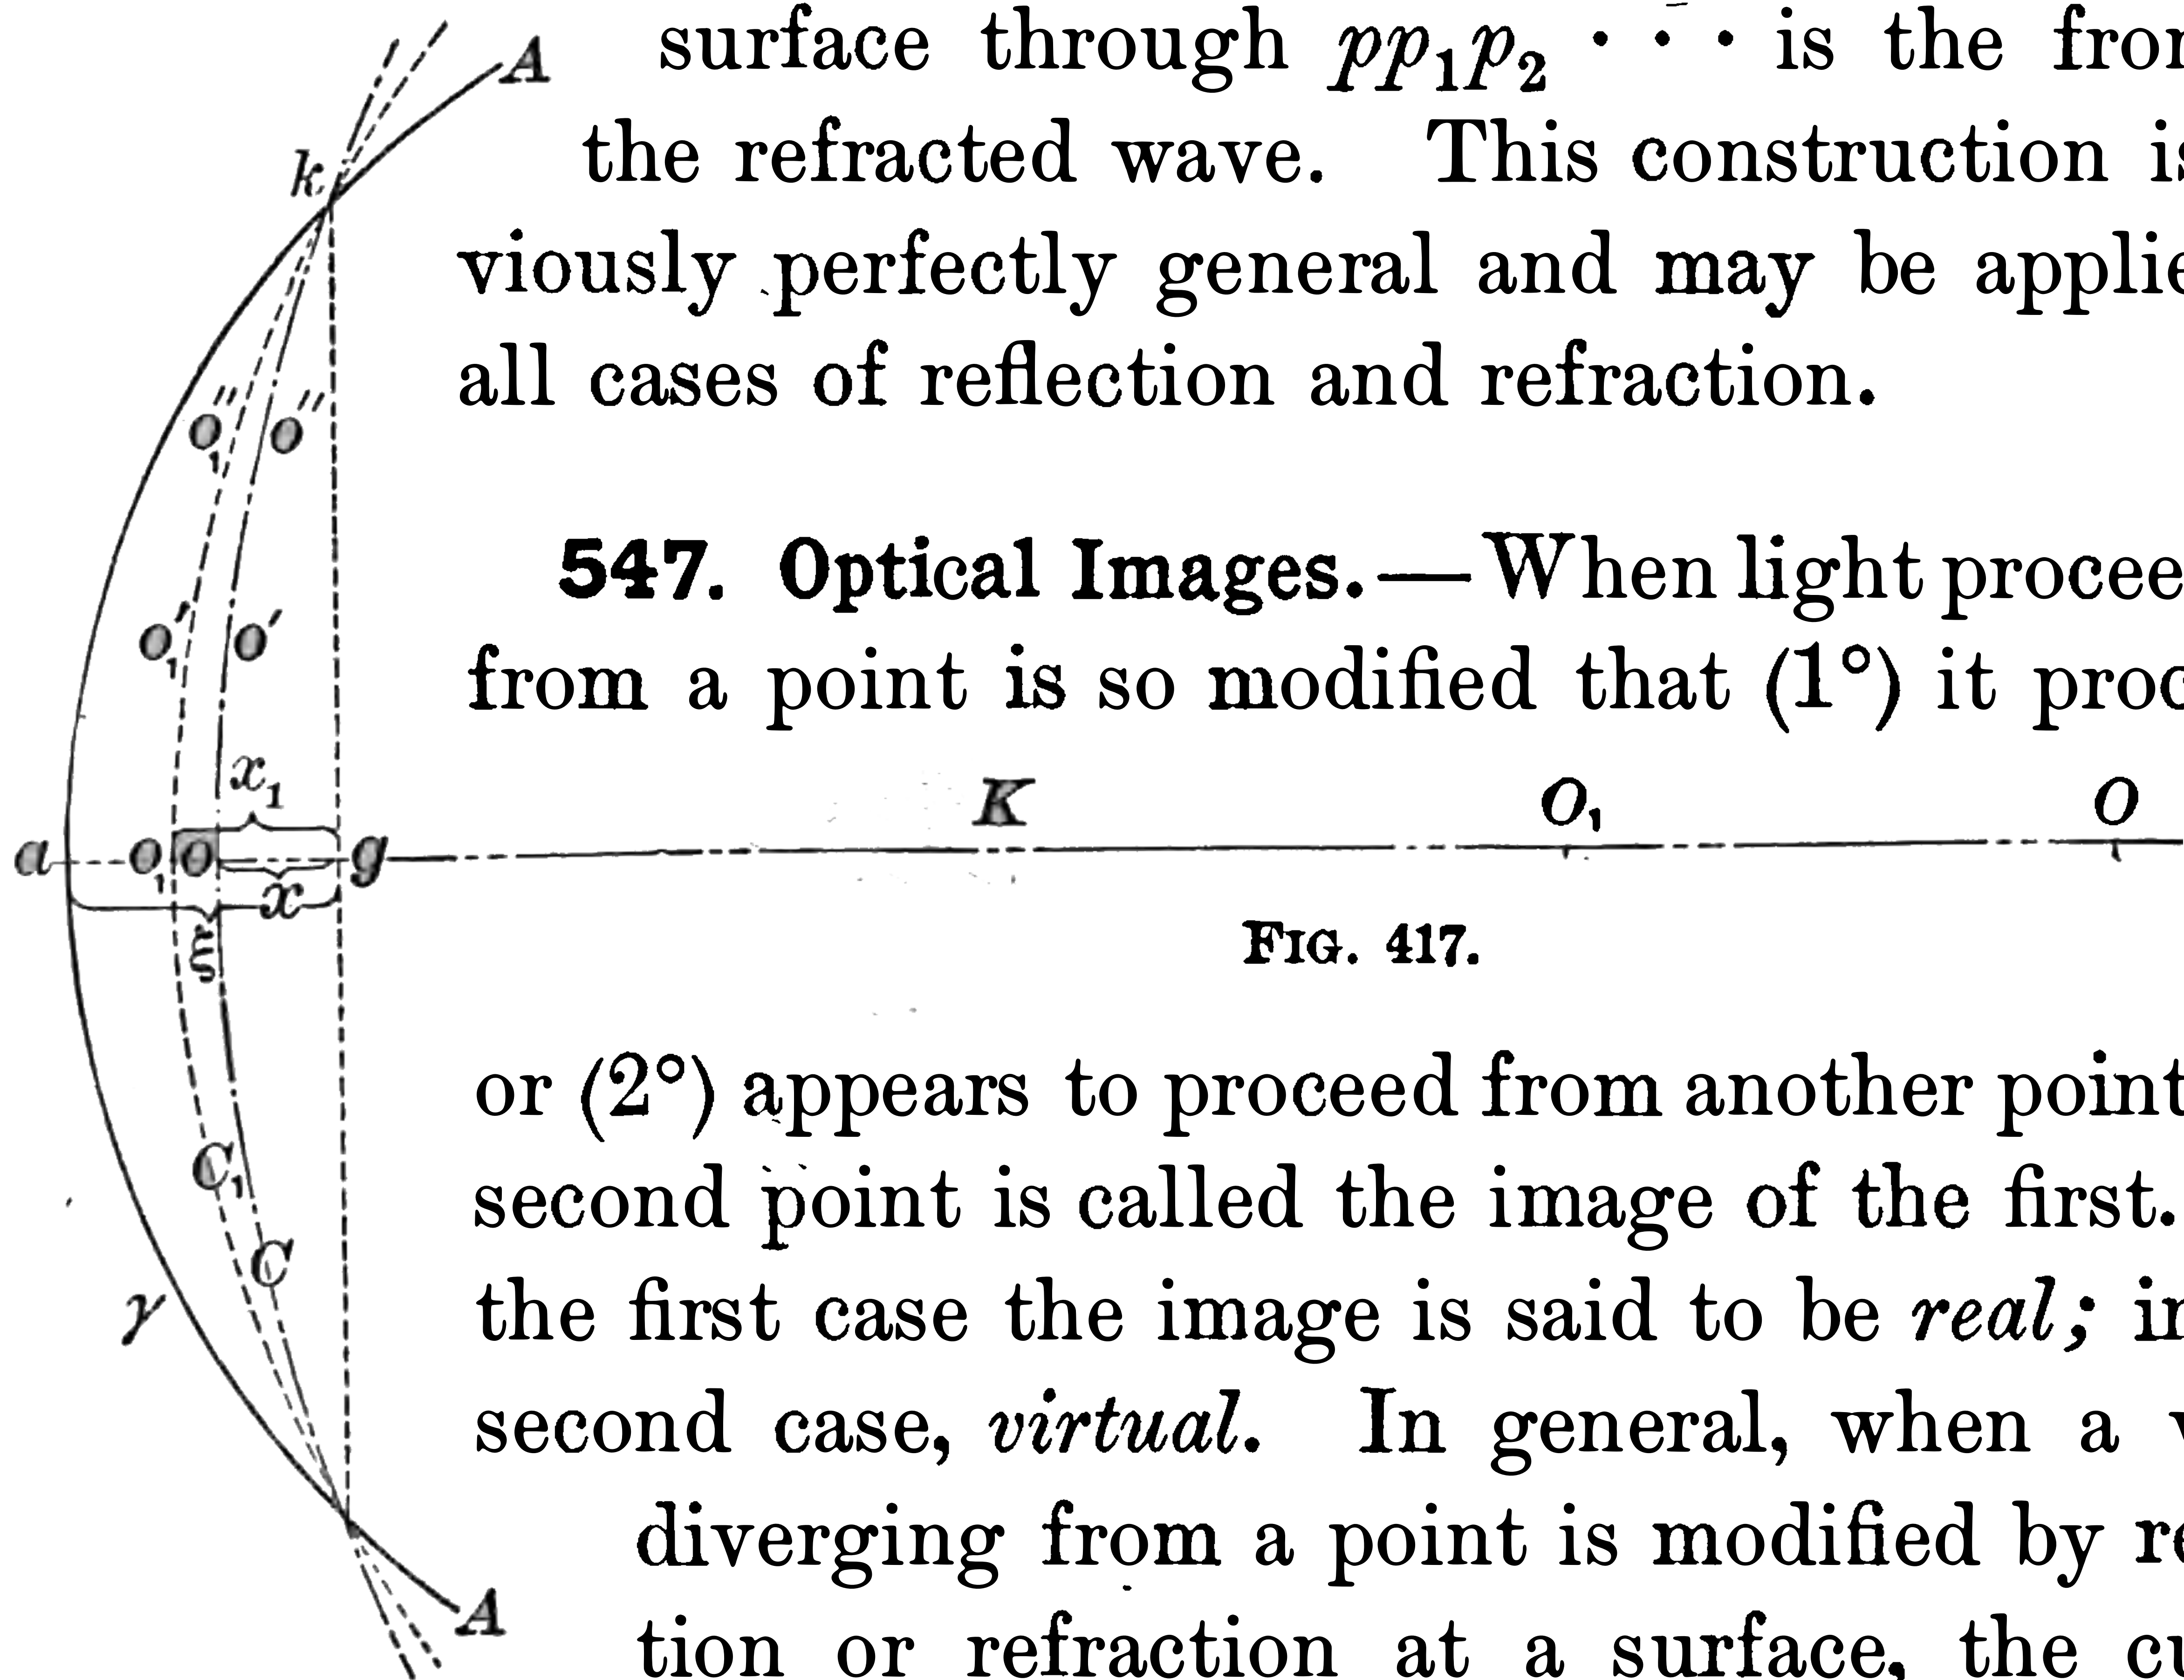 surface through pp₁p₂ · · · is the fron
the refracted wave. This construction is
viously perfectly general and may be applie
all cases of reflection and refraction.
547. Optical Images.—When light procee
from a point is so modified that (1°) it proc
A
k
o₁″ o″
o₁′ o′
x₁
a o₁ o g K O₁ O
x
ξ
C₁
C
γ
A
FIG. 417.
or (2°) appears to proceed from another point
second point is called the image of the first.
the first case the image is said to be real; in
second case, virtual. In general, when a
diverging from a point is modified by re
tion or refraction at a surface, the cu